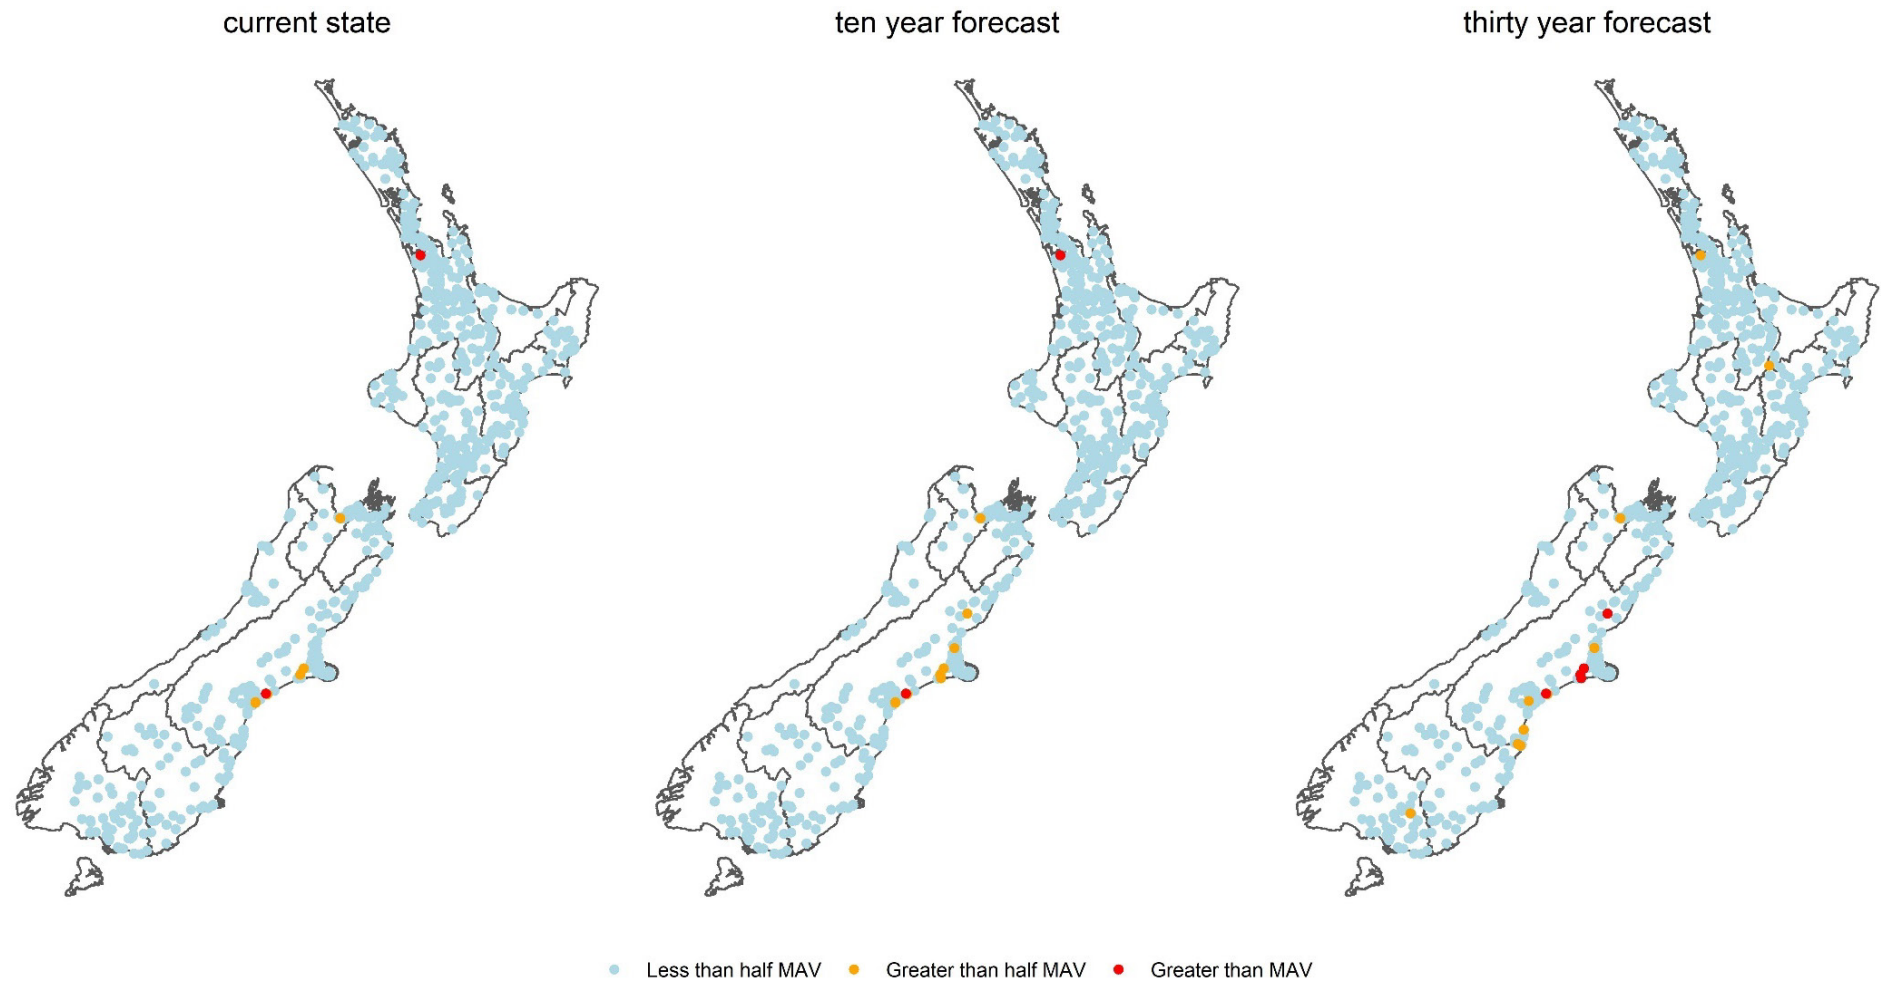 current state
ten year forecast
thirty year forecast
Less than half MAV
Greater than half MAV
Greater than MAV